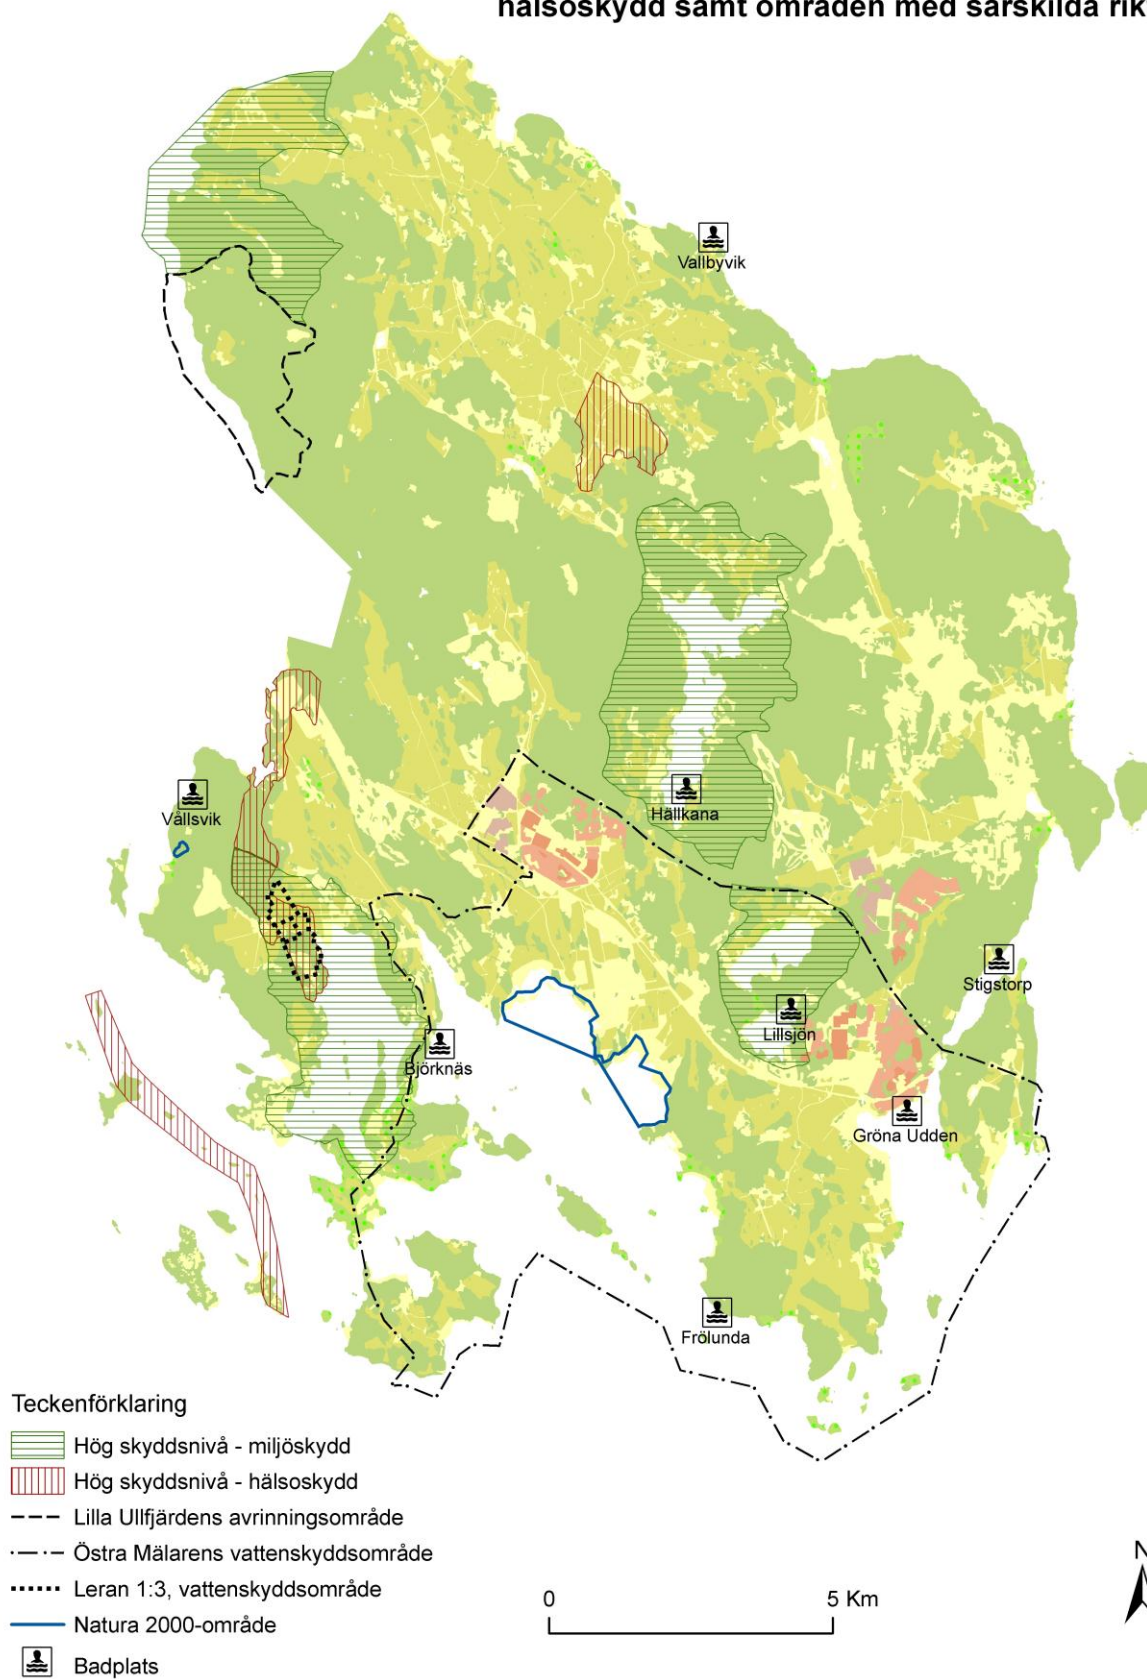 hälsoskydd samt områden med särskilda rik
Vallbyvik
Hällkana
Vållsvik
Stigstorp
Lillsjön
Björknäs
Gröna Udden
Frölunda
Teckenförklaring
Hög skyddsnivå - miljöskydd
Hög skyddsnivå - hälsoskydd
Lilla Ullfjärdens avrinningsområde
Östra Mälarens vattenskyddsområde
Leran 1:3, vattenskyddsområde
Natura 2000-område
Badplats
0 5 Km
N